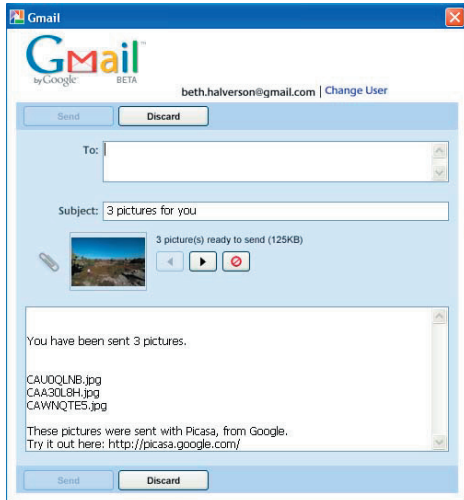 Gmail
Gmail
by Google BETA
beth.halverson@gmail.com | Change User
Send Discard
To:
Subject: 3 pictures for you
3 picture(s) ready to send (125KB)
You have been sent 3 pictures.
CAU0QLNB.jpg
CAA30L8H.jpg
CAWNQTE5.jpg
These pictures were sent with Picasa, from Google.
Try it out here: http://picasa.google.com/
Send Discard